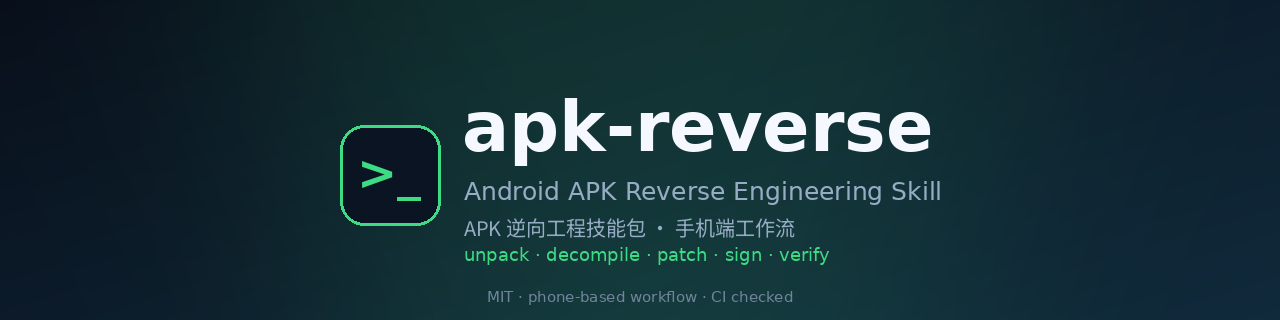 >_
apk-reverse
Android APK Reverse Engineering Skill
APK 逆向工程技能包 · 手机端工作流
unpack · decompile · patch · sign · verify
MIT · phone-based workflow · CI checked